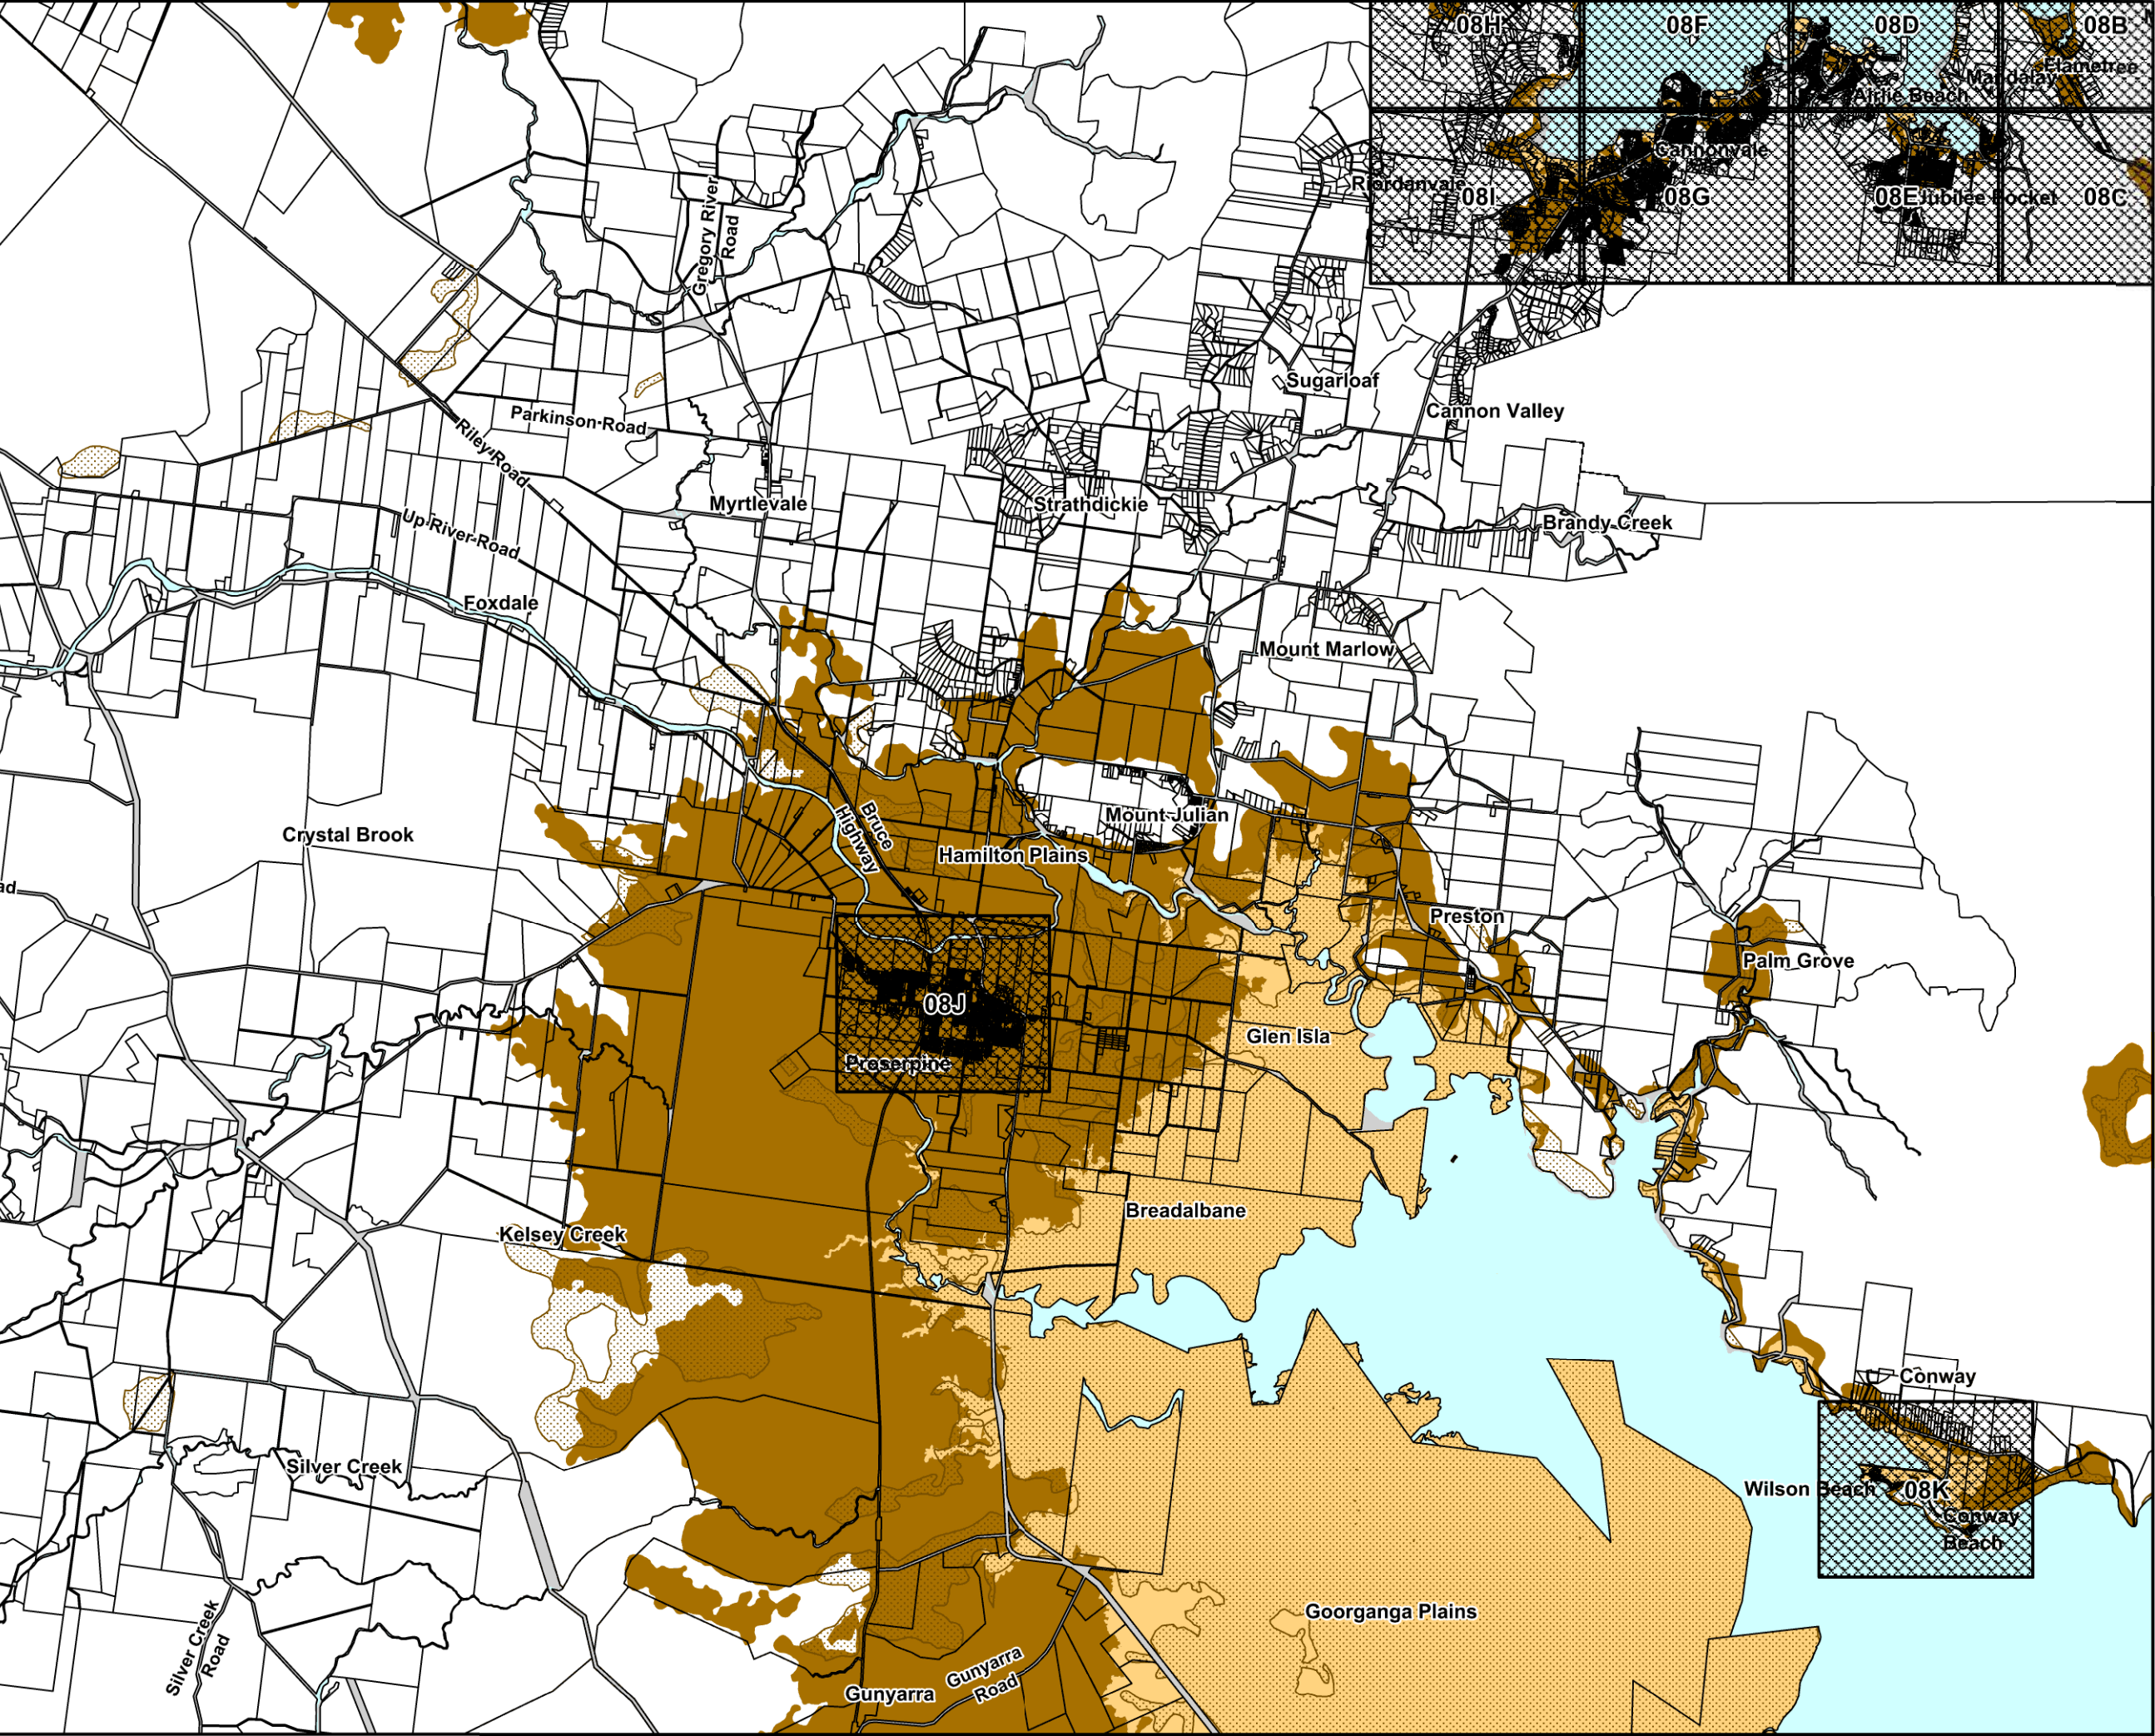 08H
08F
08D
08B
Flametree
Mandalay
Airlie Beach
Cannonvale
Riordanvale
08I
08G
08E
Jubilee Pocket
08C
Gregory River
Road
Sugarloaf
Cannon Valley
Parkinson Road
Riley Road
Myrtlevale
Strathdickie
Up River Road
Brandy Creek
Foxdale
Mount Marlow
Bruce
Highway
Mount Julian
Crystal Brook
Hamilton Plains
ad
Preston
Palm Grove
08J
Glen Isla
Proserpine
Breadalbane
Kelsey Creek
Conway
Silver Creek
Wilson Beach
08K
Conway
Beach
Goorganga Plains
Silver Creek
Road
Gunyarra
Road
Gunyarra